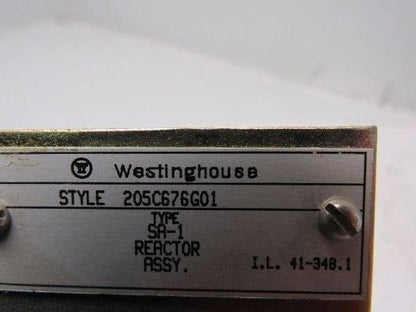 Westinghouse
STYLE 205C676G01
TYPE
SA-1
REACTOR
ASSY.
I.L. 41-348.1